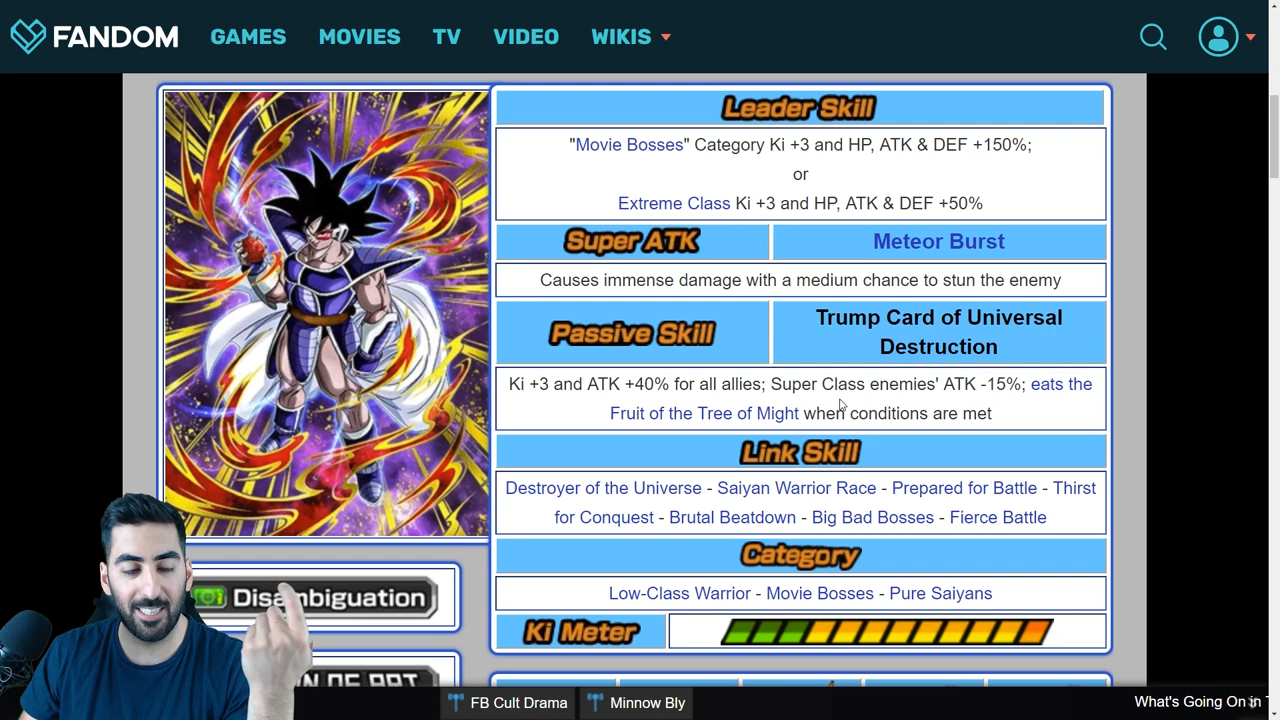 FANDOM GAMES MOVIES TV VIDEO WIKIS
Leader Skill
"Movie Bosses" Category Ki +3 and HP, ATK & DEF +150%;
or
Extreme Class Ki +3 and HP, ATK & DEF +50%
Super ATK
Meteor Burst
Causes immense damage with a medium chance to stun the enemy
Passive Skill
Trump Card of Universal
Destruction
Ki +3 and ATK +40% for all allies; Super Class enemies' ATK -15%; eats the
Fruit of the Tree of Might when conditions are met
Link Skill
Destroyer of the Universe - Saiyan Warrior Race - Prepared for Battle - Thirst
for Conquest - Brutal Beatdown - Big Bad Bosses - Fierce Battle
Category
Low-Class Warrior - Movie Bosses - Pure Saiyans
Ki Meter
Disambiguation
FB Cult Drama
Minnow Bly
What's Going On in